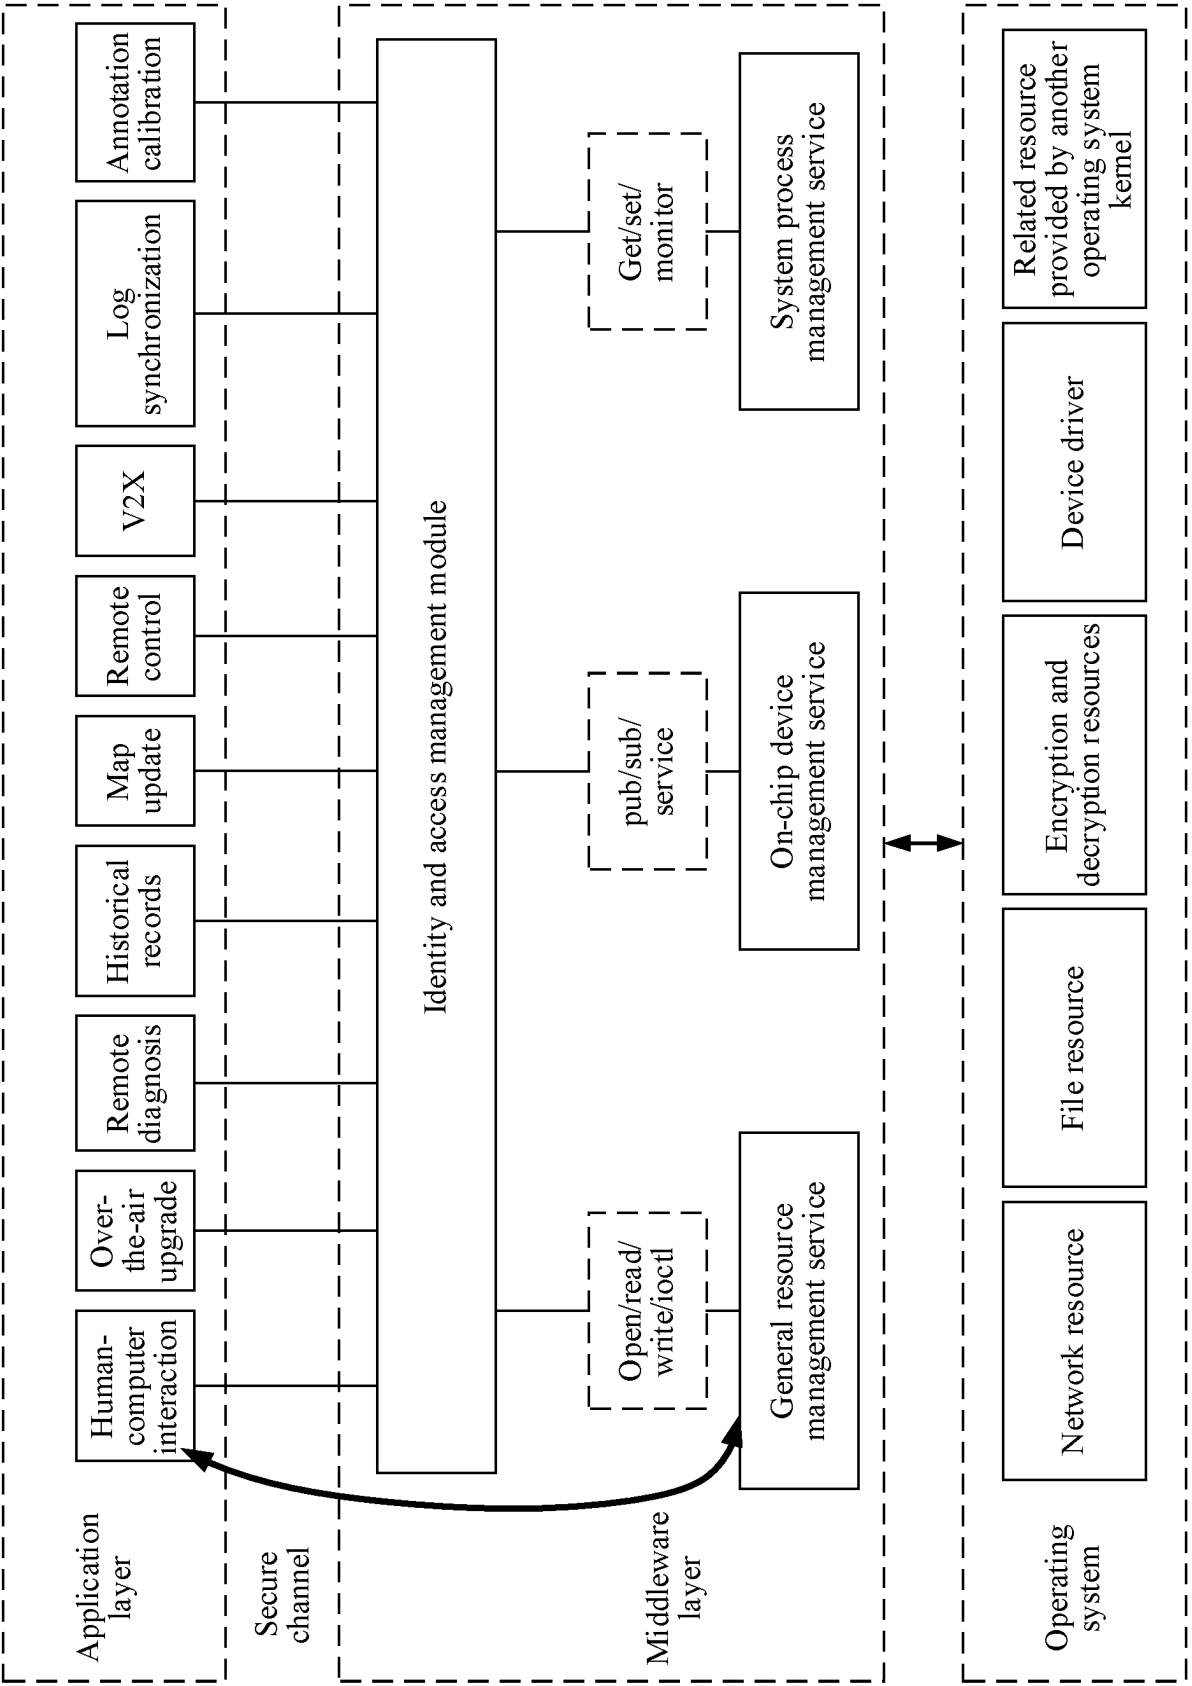 Application
layer
Human-
computer
interaction
Over-
the-air
upgrade
Remote
diagnosis
Historical
records
Map
update
Remote
control
V2X
Log
synchronization
Annotation
calibration
Secure
channel
Middleware
layer
Identity and access management module
Open/read/
write/ioctl
pub/sub/
service
Get/set/
monitor
General resource
management service
On-chip device
management service
System process
management service
Operating
system
Network resource
File resource
Encryption and
decryption resources
Device driver
Related resource
provided by another
operating system
kernel